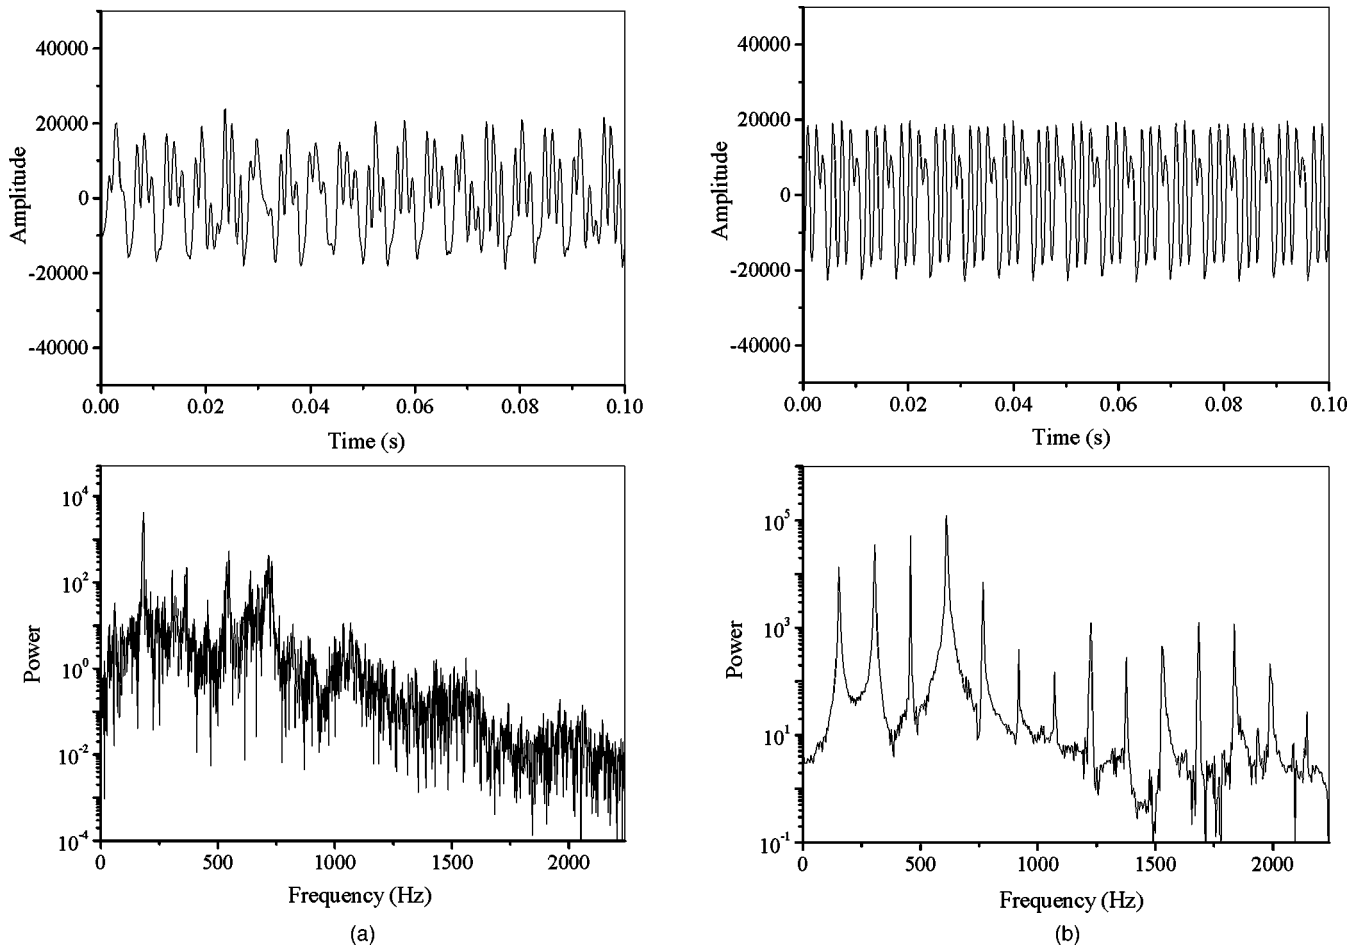 40000
20000
0
-20000
-40000
Amplitude
0.00 0.02 0.04 0.06 0.08 0.10
Time (s)
40000
20000
0
-20000
-40000
Amplitude
0.00 0.02 0.04 0.06 0.08 0.10
Time (s)
10^4
10^2
10^0
10^-2
10^-4
Power
0 500 1000 1500 2000
Frequency (Hz)
(a)
10^5
10^3
10^1
10^-1
Power
0 500 1000 1500 2000
Frequency (Hz)
(b)